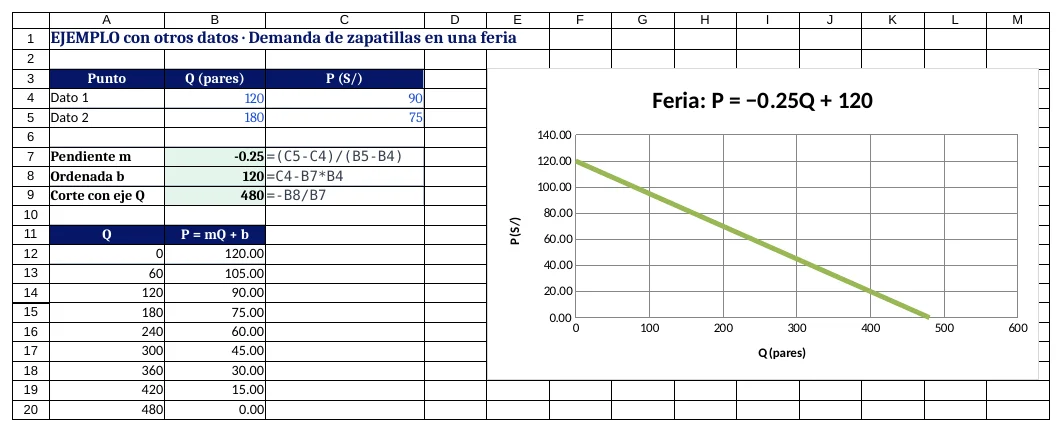 A B C D E F G H I J K L M
1 EJEMPLO con otros datos · Demanda de zapatillas en una feria
2
3 Punto Q (pares) P (S/)
4 Dato 1 120 90
5 Dato 2 180 75
6
7 Pendiente m -0.25 =(C5-C4)/(B5-B4)
8 Ordenada b 120 =C4-B7*B4
9 Corte con eje Q 480 =-B8/B7
10
11 Q P = mQ + b
12 0 120.00
13 60 105.00
14 120 90.00
15 180 75.00
16 240 60.00
17 300 45.00
18 360 30.00
19 420 15.00
20 480 0.00
Feria: P = −0.25Q + 120
140.00
120.00
100.00
80.00
60.00
40.00
20.00
0.00
P (S/)
0 100 200 300 400 500 600
Q (pares)